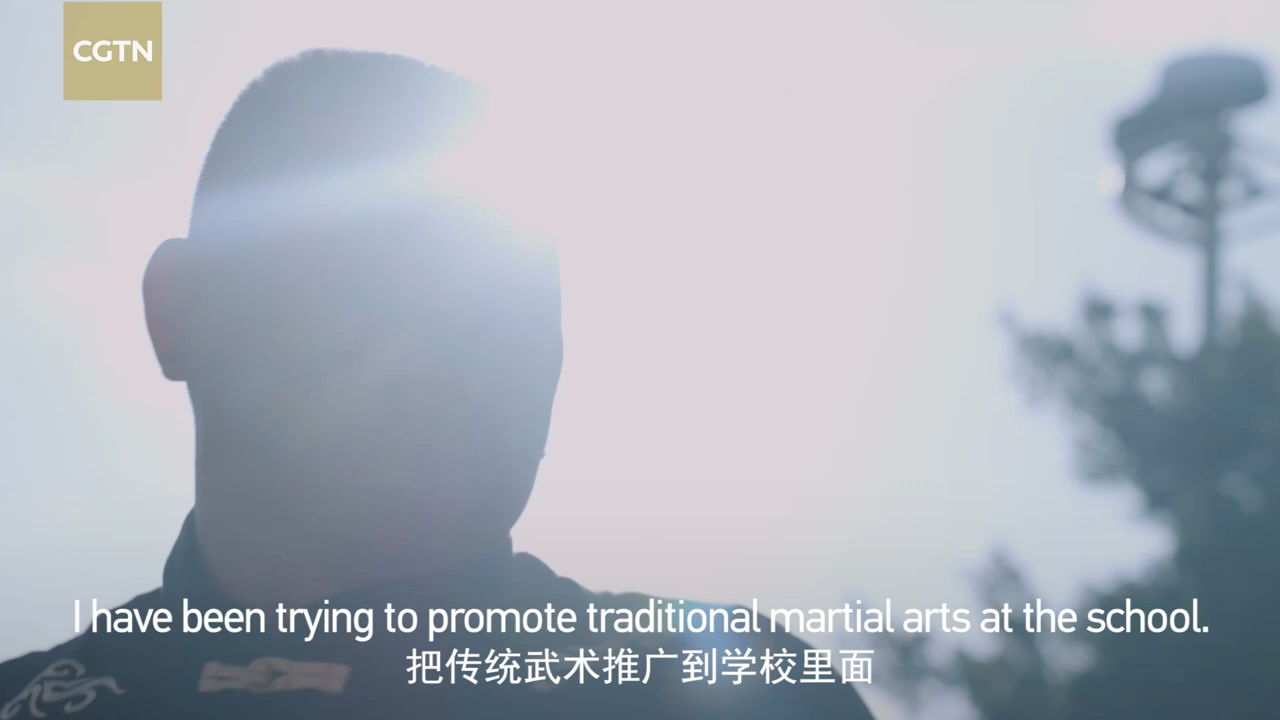 CGTN
I have been trying to promote traditional martial arts at the school.
把传统武术推广到学校里面